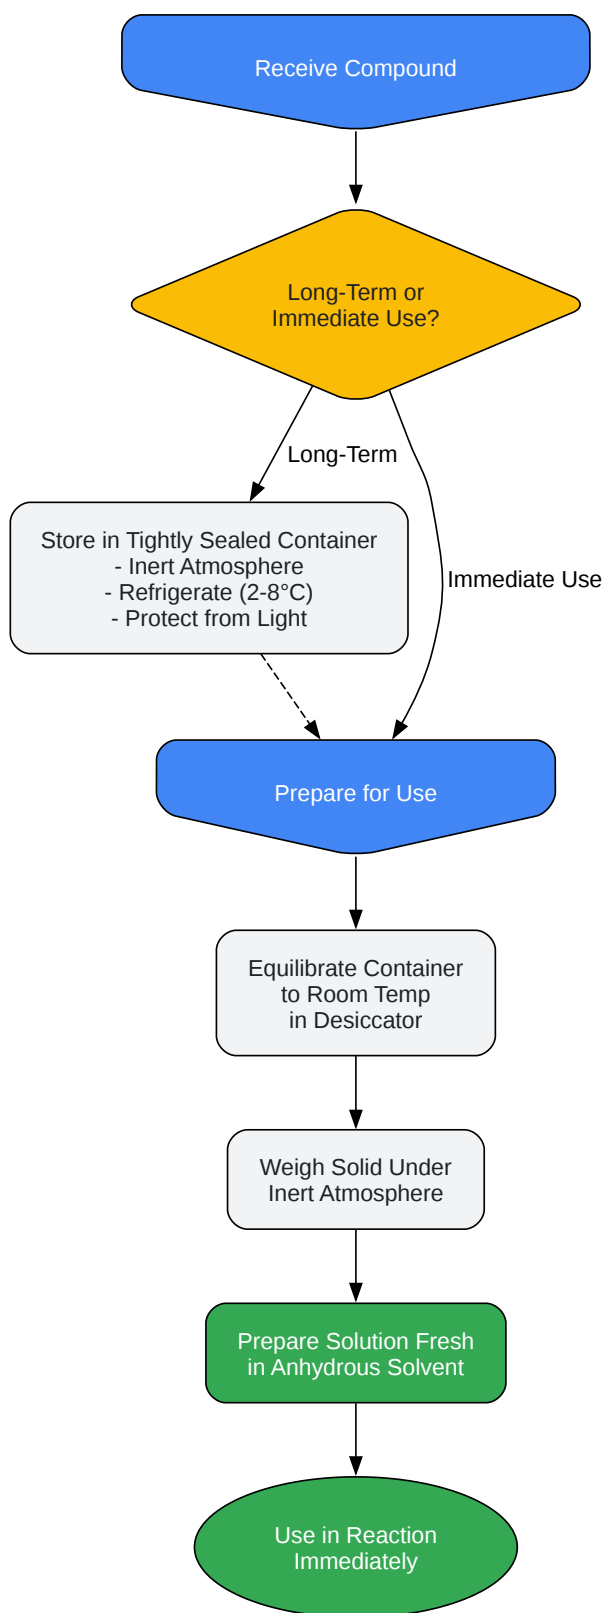 Receive Compound
Long-Term or
Immediate Use?
Long-Term
Store in Tightly Sealed Container
- Inert Atmosphere
- Refrigerate (2-8°C)
- Protect from Light
Immediate Use
Prepare for Use
Equilibrate Container
to Room Temp
in Desiccator
Weigh Solid Under
Inert Atmosphere
Prepare Solution Fresh
in Anhydrous Solvent
Use in Reaction
Immediately